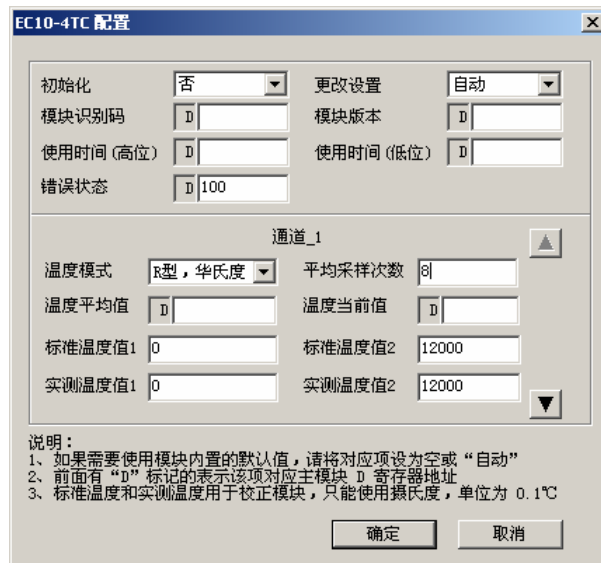 EC10-4TC 配置
初始化 否 更改设置 自动
模块识别码 D 模块版本 D
使用时间(高位) D 使用时间(低位) D
错误状态 D 100
通道_1
温度模式 R型，华氏度 平均采样次数 8
温度平均值 D 温度当前值 D
标准温度值1 0 标准温度值2 12000
实测温度值1 0 实测温度值2 12000
说明：
1、如果需要使用模块内置的默认值，请将对应项设为空或“自动”
2、前面有“D”标记的表示该项对应主模块 D 寄存器地址
3、标准温度和实测温度用于校正模块，只能使用摄氏度，单位为 0.1℃
确定 取消